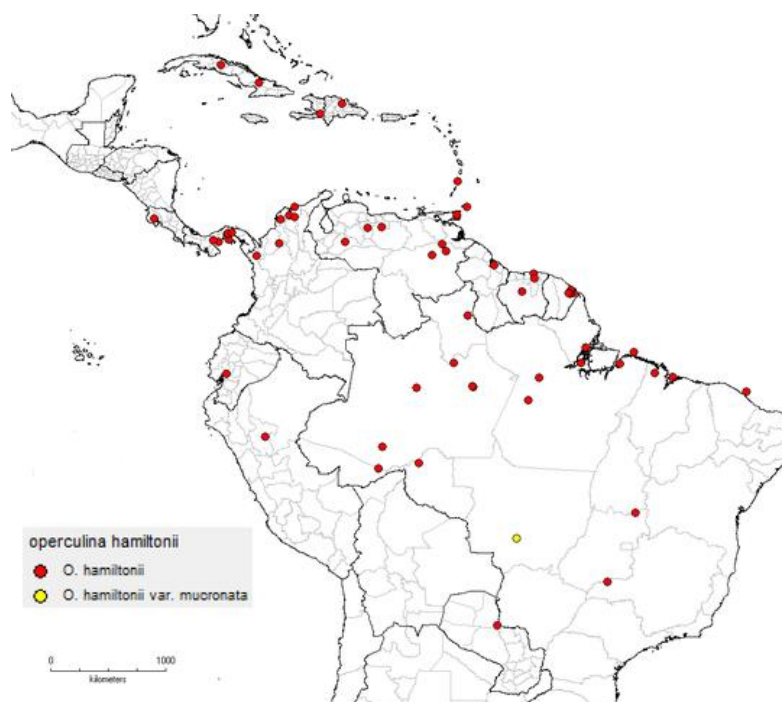 operculina hamiltonii
O. hamiltonii
O. hamiltonii var. mucronata
0 1000
kilometers